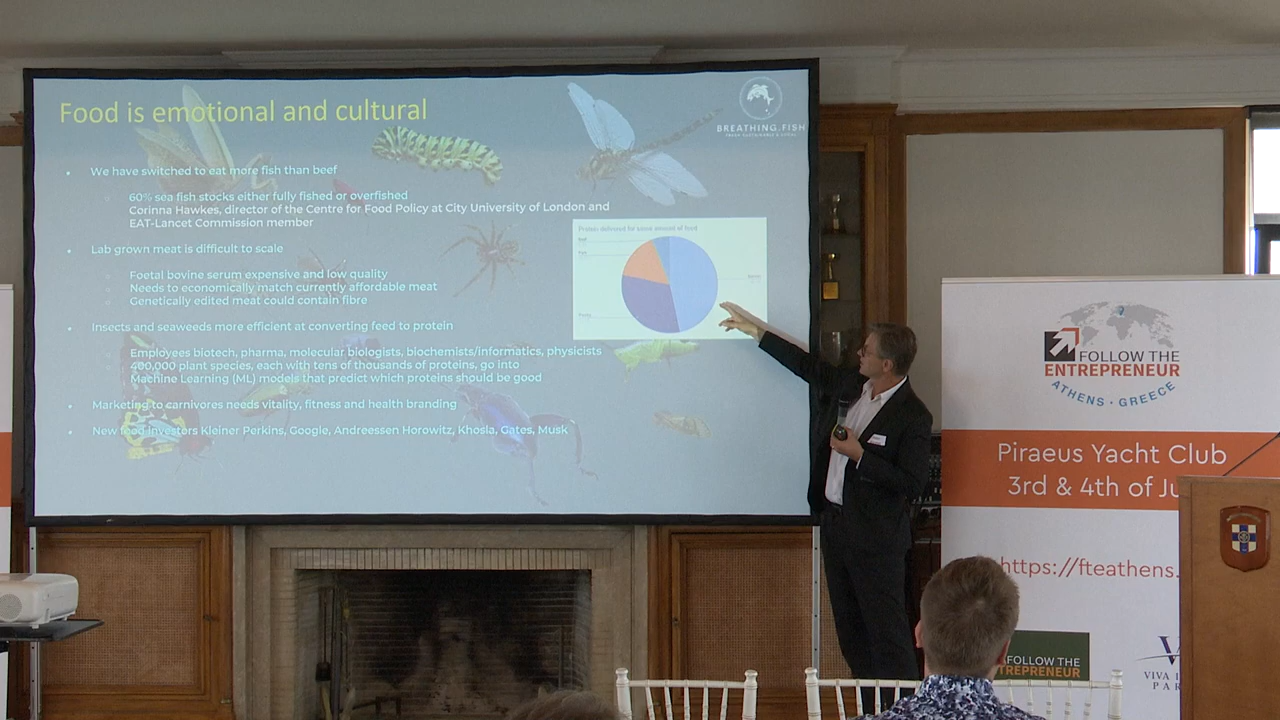 Food is emotional and cultural
BREATHING.FISH
FRESH SUSTAINABLE & LOCAL
• We have switched to eat more fish than beef
○ 60% sea fish stocks either fully fished or overfished
Corinna Hawkes, director of the Centre for Food Policy at City University of London and
EAT-Lancet Commission member
Protein delivered for same amount of feed
• Lab grown meat is difficult to scale
○ Foetal bovine serum expensive and low quality
○ Needs to economically match currently affordable meat
○ Genetically edited meat could contain fibre
• Insects and seaweeds more efficient at converting feed to protein
○ Employees biotech, pharma, molecular biologists, biochemists/informatics, physicists
○ 400,000 plant species, each with tens of thousands of proteins, go into
Machine Learning (ML) models that predict which proteins should be good
• Marketing to carnivores needs vitality, fitness and health branding
• New food investors Kleiner Perkins, Google, Andreessen Horowitz, Khosla, Gates, Musk
FOLLOW THE
ENTREPRENEUR
ATHENS · GREECE
Piraeus Yacht Club
3rd & 4th of Ju
https://fteathens.
FOLLOW THE
ENTREPRENEUR
VIVA
PAR